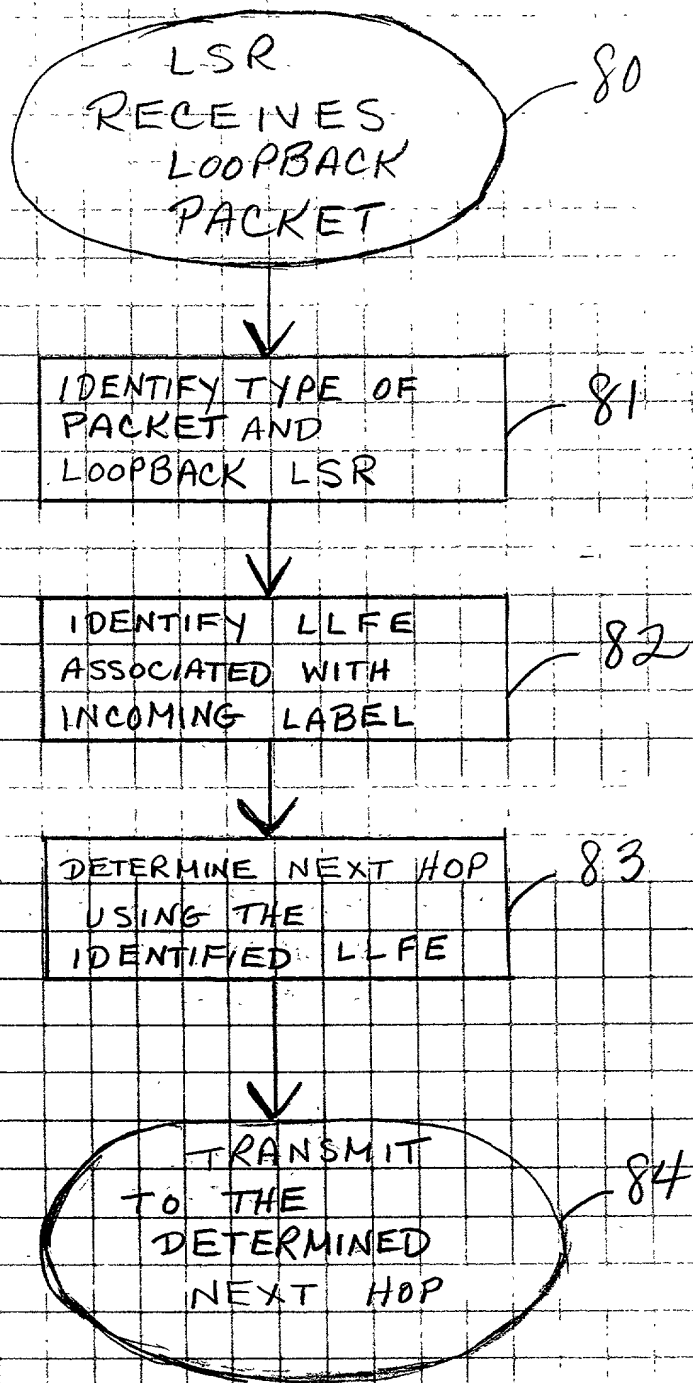 LSR
RECEIVES
LOOPBACK
PACKET
80
IDENTIFY TYPE OF
PACKET AND
LOOPBACK LSR
81
IDENTIFY LLFE
ASSOCIATED WITH
INCOMING LABEL
82
DETERMINE NEXT HOP
USING THE
IDENTIFIED LLFE
83
TRANSMIT
TO THE
DETERMINED
NEXT HOP
84